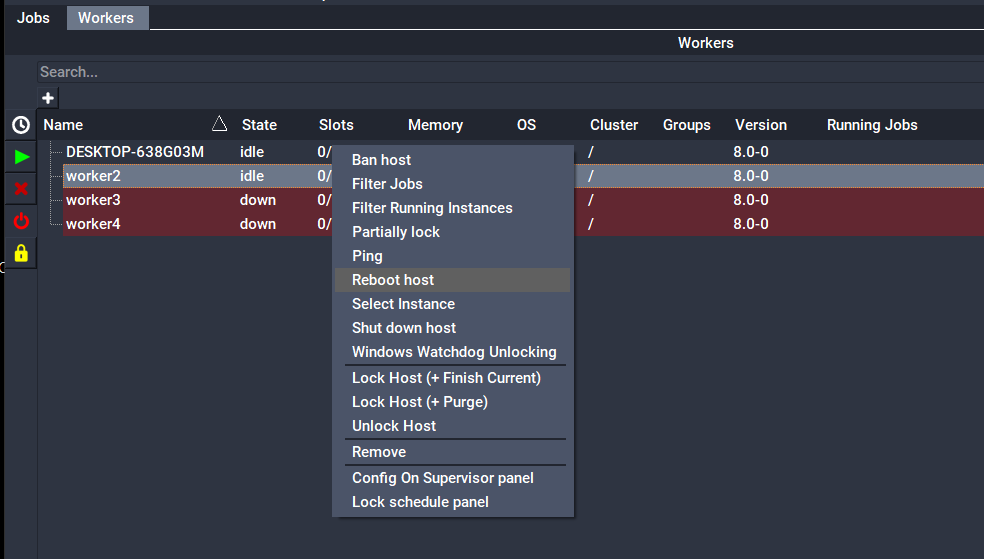 Jobs Workers
Workers
Search...
Name State Slots Memory OS Cluster Groups Version Running Jobs
DESKTOP-638G03M idle 0/ / 8.0-0
worker2 idle 0/ / 8.0-0
worker3 down 0/ / 8.0-0
worker4 down 0/ / 8.0-0
Ban host
Filter Jobs
Filter Running Instances
Partially lock
Ping
Reboot host
Select Instance
Shut down host
Windows Watchdog Unlocking
Lock Host (+ Finish Current)
Lock Host (+ Purge)
Unlock Host
Remove
Config On Supervisor panel
Lock schedule panel